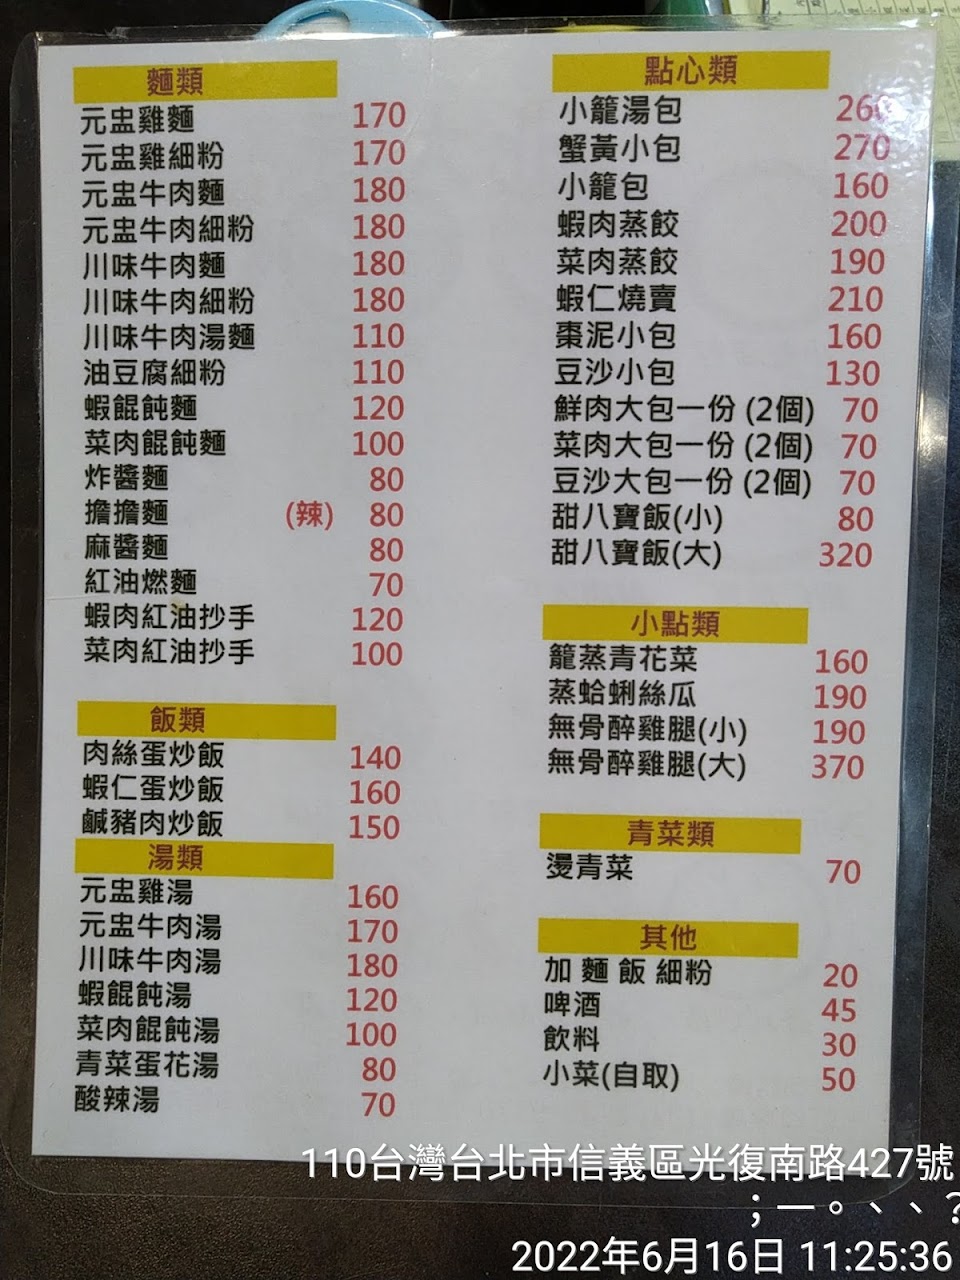 麵類
元盅雞麵 170
元盅雞細粉 170
元盅牛肉麵 180
元盅牛肉細粉 180
川味牛肉麵 180
川味牛肉細粉 180
川味牛肉湯麵 110
油豆腐細粉 110
蝦餛飩麵 120
菜肉餛飩麵 100
炸醬麵 80
擔擔麵 (辣) 80
麻醬麵 80
紅油燃麵 70
蝦肉紅油抄手 120
菜肉紅油抄手 100
飯類
肉絲蛋炒飯 140
蝦仁蛋炒飯 160
鹹豬肉炒飯 150
湯類
元盅雞湯 160
元盅牛肉湯 170
川味牛肉湯 180
蝦餛飩湯 120
菜肉餛飩湯 100
青菜蛋花湯 80
酸辣湯 70
點心類
小籠湯包 260
蟹黃小包 270
小籠包 160
蝦肉蒸餃 200
菜肉蒸餃 190
蝦仁燒賣 210
棗泥小包 160
豆沙小包 130
鮮肉大包一份 (2個) 70
菜肉大包一份 (2個) 70
豆沙大包一份 (2個) 70
甜八寶飯(小) 80
甜八寶飯(大) 320
小點類
籠蒸青花菜 160
蒸蛤蜊絲瓜 190
無骨醉雞腿(小) 190
無骨醉雞腿(大) 370
青菜類
燙青菜 70
其他
加 麵 飯 細粉 20
啤酒 45
飲料 30
小菜(自取) 50
110台灣台北市信義區光復南路427號
；一。、、？
2022年6月16日 11:25:36